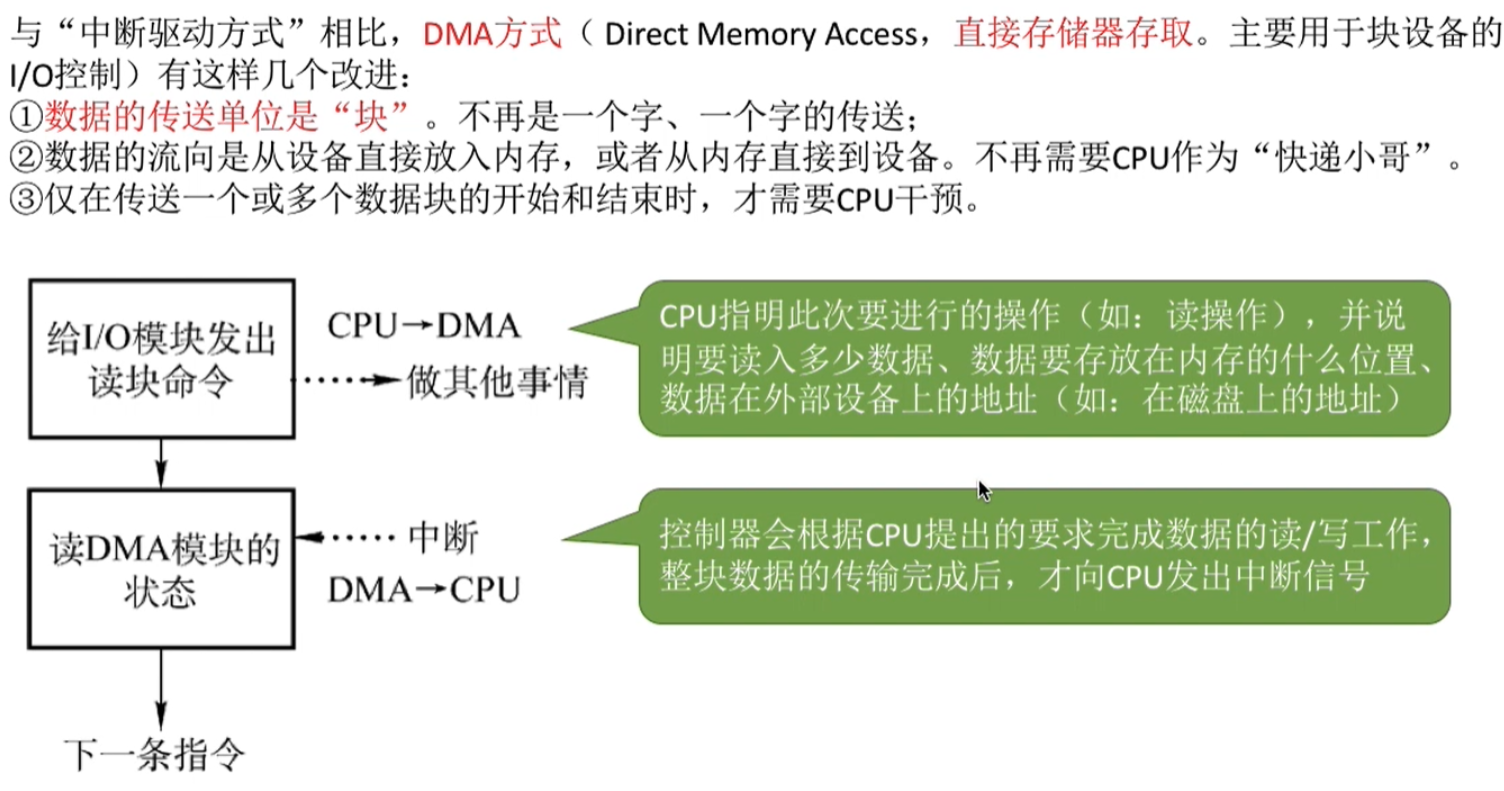 与“中断驱动方式”相比，DMA方式（ Direct Memory Access，直接存储器存取。主要用于块设备的
I/O控制）有这样几个改进：
①数据的传送单位是“块”。不再是一个字、一个字的传送；
②数据的流向是从设备直接放入内存，或者从内存直接到设备。不再需要CPU作为“快递小哥”。
③仅在传送一个或多个数据块的开始和结束时，才需要CPU干预。
给I/O模块发出
读块命令
CPU→DMA
做其他事情
CPU指明此次要进行的操作（如：读操作），并说
明要读入多少数据、数据要存放在内存的什么位置、
数据在外部设备上的地址（如：在磁盘上的地址）
读DMA模块的
状态
中断
DMA→CPU
控制器会根据CPU提出的要求完成数据的读/写工作，
整块数据的传输完成后，才向CPU发出中断信号
下一条指令